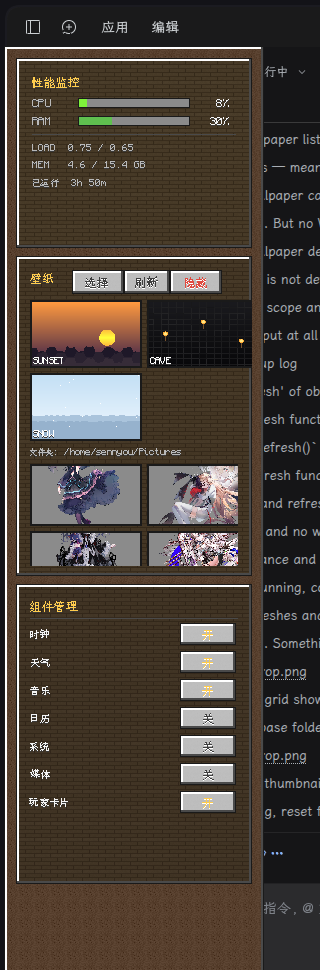 应用 编辑
行中
性能监控
CPU 8%
RAM 30%
LOAD 0.75 / 0.65
MEM 4.6 / 15.4 GB
已运行 3h 50m
壁纸 选择 刷新 隐藏
SUNSET
CAVE
SNOW
文件夹: /home/sennyou/Pictures
组件管理
时钟 开
天气 开
音乐 开
日历 关
系统 关
媒体 关
玩家卡片 开
paper list
s — mean
lpaper ca
. But no W
lpaper de
is not de
scope an
put at all
up log
esh' of ob
esh funct
efresh()`
resh func
and refres
and no w
ance and
unning, co
eshes and
. Somethi
rop.png
grid show
base folde
rop.png
thumbnai
g, reset f
指令, @